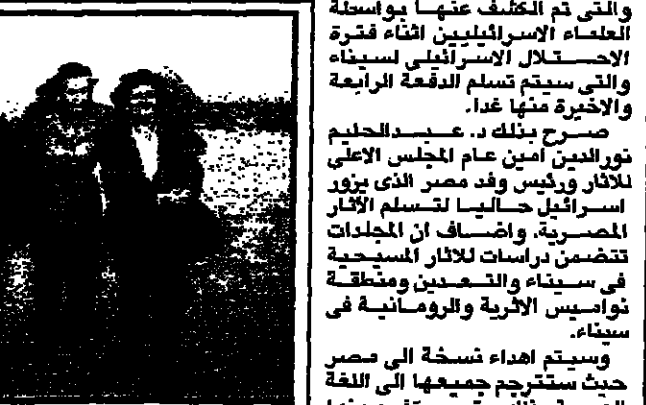 والتى تم الكشف عنها بواسطة
العلماء الاسرائيليين اثناء فترة
الاحتلال الاسرائيلى لسيناء
والتى سيتم تسلم الدفعة الرابعة
والاخيرة منها غدا.
صرح بذلك د. عبدالحليم
نورالدين امين عام المجلس الاعلى
للاثار ورئيس وفد مصر الذى يزور
اسرائيل حاليا لتسلم الآثار
المصرية. واضاف ان المجلدات
تتضمن دراسات للاثار المسيحية
فى سيناء والتعدين ومنطقة
نواميس الاثرية والرومانية فى
سيناء.
وسيتم اهداء نسخة الى مصر
حيث ستترجم جميعها الى اللغة